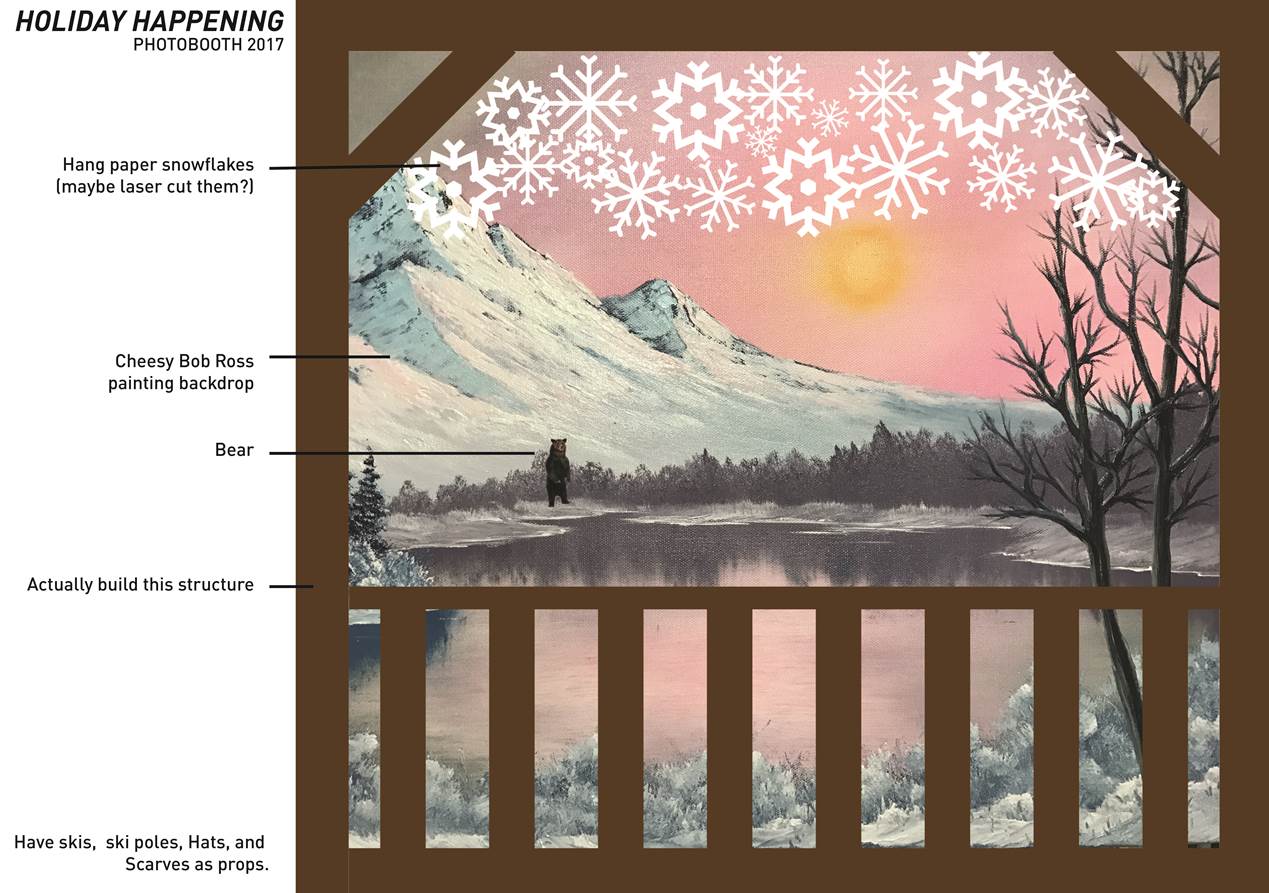 HOLIDAY HAPPENING
PHOTOBOOTH 2017
Hang paper snowflakes
(maybe laser cut them?)
Cheesy Bob Ross
painting backdrop
Bear
Actually build this structure
Have skis,  ski poles, Hats, and
Scarves as props.